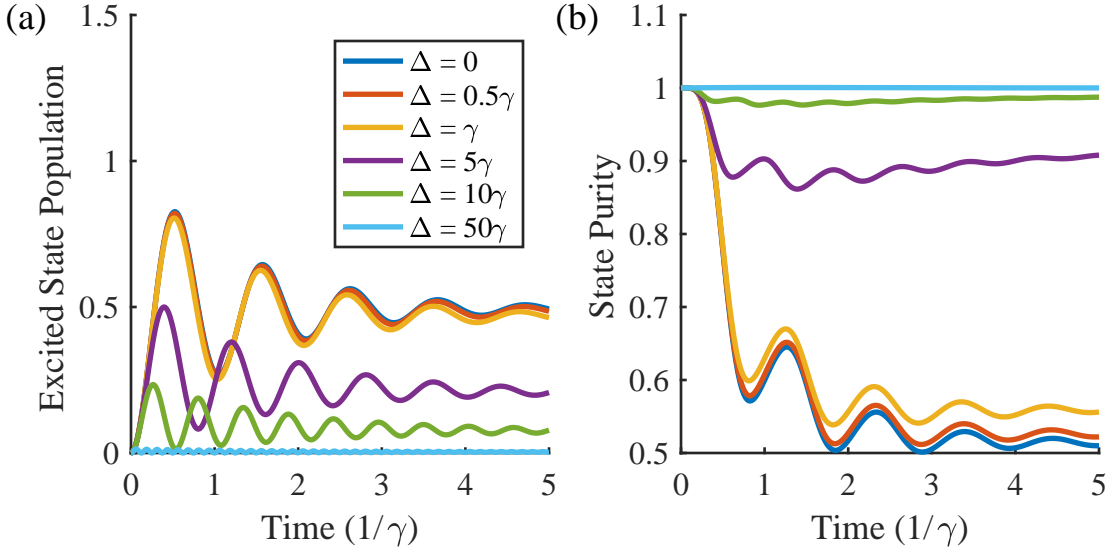 (a)
Excited State Population
1.5
1
0.5
0
0 1 2 3 4 5
Time (1/γ)
Δ = 0
Δ = 0.5γ
Δ = γ
Δ = 5γ
Δ = 10γ
Δ = 50γ
(b)
State Purity
1.1
1
0.9
0.8
0.7
0.6
0.5
0 1 2 3 4 5
Time (1/γ)